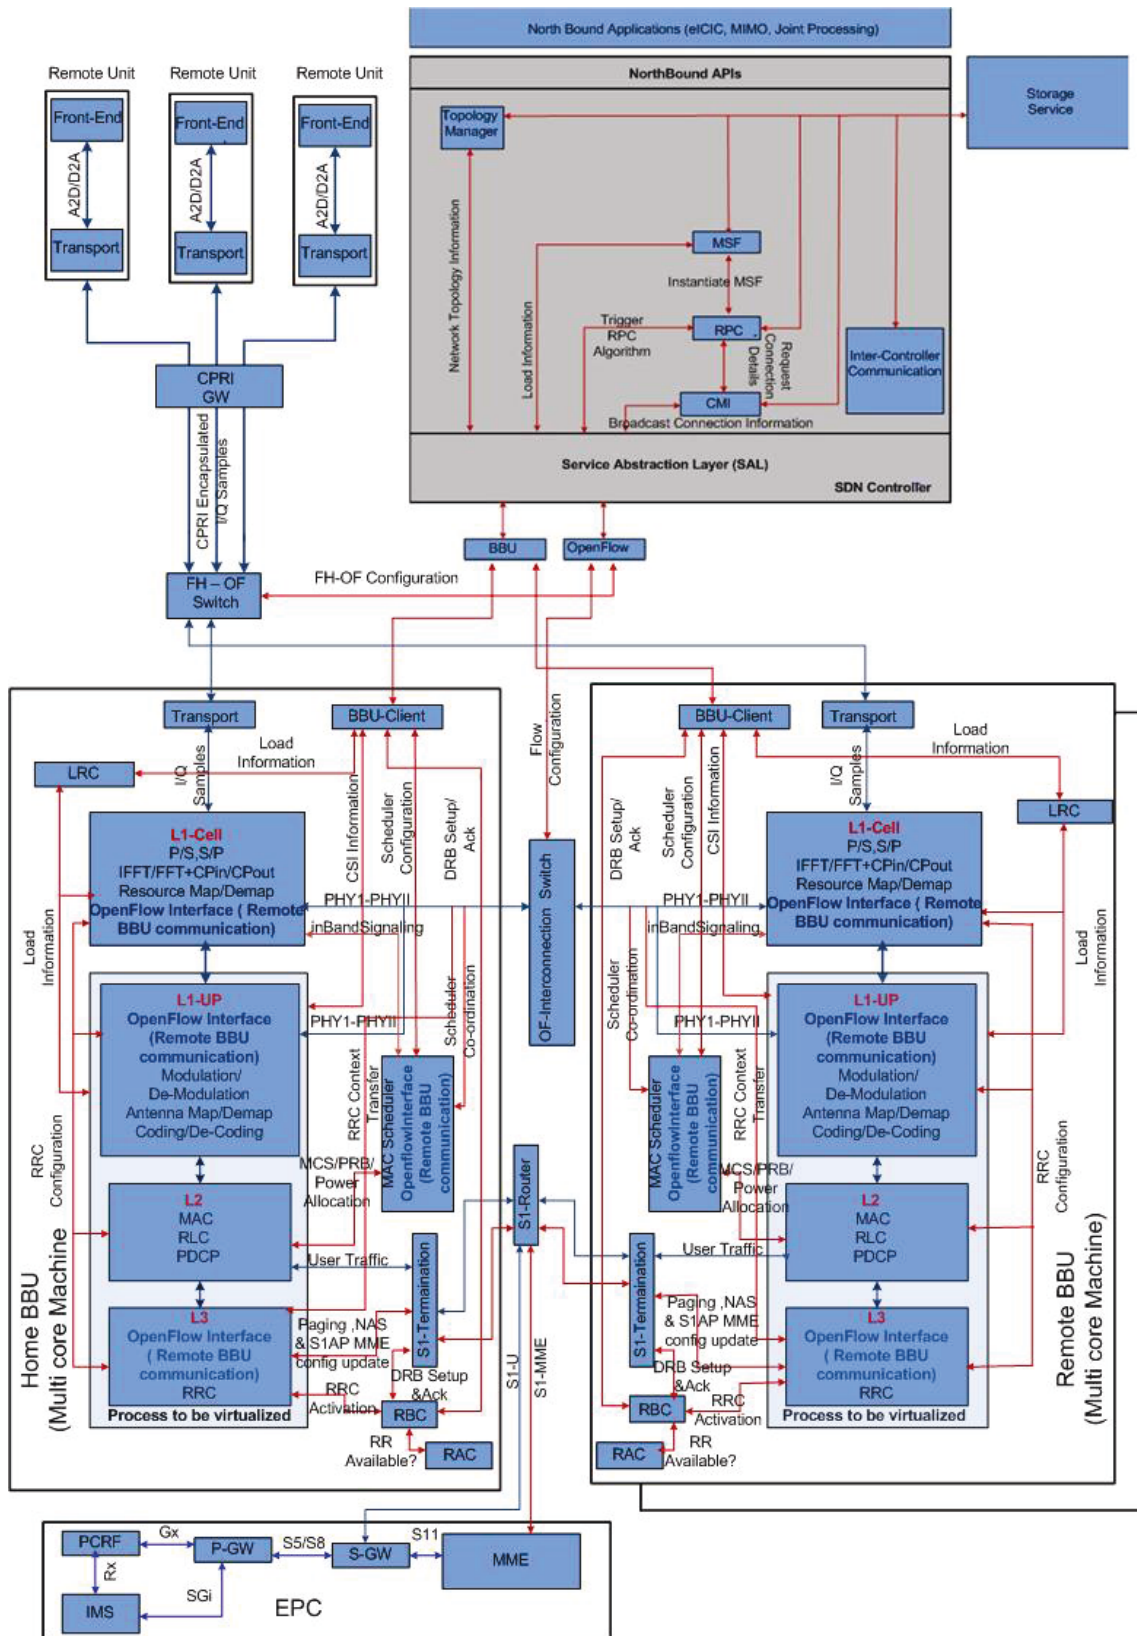 North Bound Applications (eICIC, MIMO, Joint Processing)
Remote Unit
Remote Unit
Remote Unit
NorthBound APIs
Storage
Service
Front-End
Front-End
Front-End
Topology
Manager
A2D/D2A
A2D/D2A
A2D/D2A
Transport
Transport
Transport
MSF
Instantiate MSF
Network Topology Information
Load Information
Trigger
RPC
Algorithm
RPC
Request
Connection
Details
Inter-Controller
Communication
CMI
Broadcast Connection Information
CPRI
GW
CPRI Encapsulated
I/Q Samples
Service Abstraction Layer (SAL)
SDN Controller
BBU
OpenFlow
FH-OF Configuration
FH – OF
Switch
Transport
BBU-Client
Flow
Configuration
BBU-Client
Transport
Load
Information
I/Q
Samples
LRC
CSI Information
Scheduler
Configuration
DRB Setup/
Ack
L1-Cell
P/S,S/P
IFFT/FFT+CPin/CPout
Resource Map/Demap
OpenFlow Interface ( Remote
BBU communication)
OF-Interconnection Switch
DRB Setup/
Ack
Scheduler
Configuration
CSI Information
Load
Information
I/Q
Samples
LRC
L1-Cell
P/S,S/P
IFFT/FFT+CPin/CPout
Resource Map/Demap
OpenFlow Interface ( Remote
BBU communication)
PHY1-PHYII
inBandSignaling
PHY1-PHYII
inBandSignaling
Load
Information
Load
Information
L1-UP
OpenFlow Interface
(Remote BBU
communication)
Modulation/
De-Modulation
Antenna Map/Demap
Coding/De-Coding
PHY1-PHYII
Scheduler
Co-ordination
RRC Context
Transfer
MAC Scheduler
OpenflowInterface
(Remote BBU
communication)
Scheduler
Co-ordination
PHY1-PHYII
RRC Context
Transfer
MAC Scheduler
OpenflowInterface
(Remote BBU
communication)
L1-UP
OpenFlow Interface
(Remote BBU
communication)
Modulation/
De-Modulation
Antenna Map/Demap
Coding/De-Coding
RRC
Configuration
RRC
Configuration
MCS/PRB/
Power
Allocation
MCS/PRB/
Power
Allocation
S1-Router
L2
MAC
RLC
PDCP
L2
MAC
RLC
PDCP
User Traffic
User Traffic
S1-Termaination
S1-Termination
L3
OpenFlow Interface
( Remote BBU
communication)
RRC
L3
OpenFlow Interface
( Remote BBU
communication)
RRC
Paging ,NAS
& S1AP MME
config update
Paging ,NAS
& S1AP MME
config update
DRB Setup
&Ack
DRB Setup
&Ack
RRC
Activation
RRC
Activation
S1-U
S1-MME
RBC
RBC
RR
Available?
RR
Available?
RAC
RAC
Process to be virtualized
Process to be virtualized
Home BBU
(Multi core Machine)
Remote BBU
(Multi core Machine)
PCRF
Gx
P-GW
S5/S8
S-GW
S11
MME
Rx
SGi
IMS
EPC